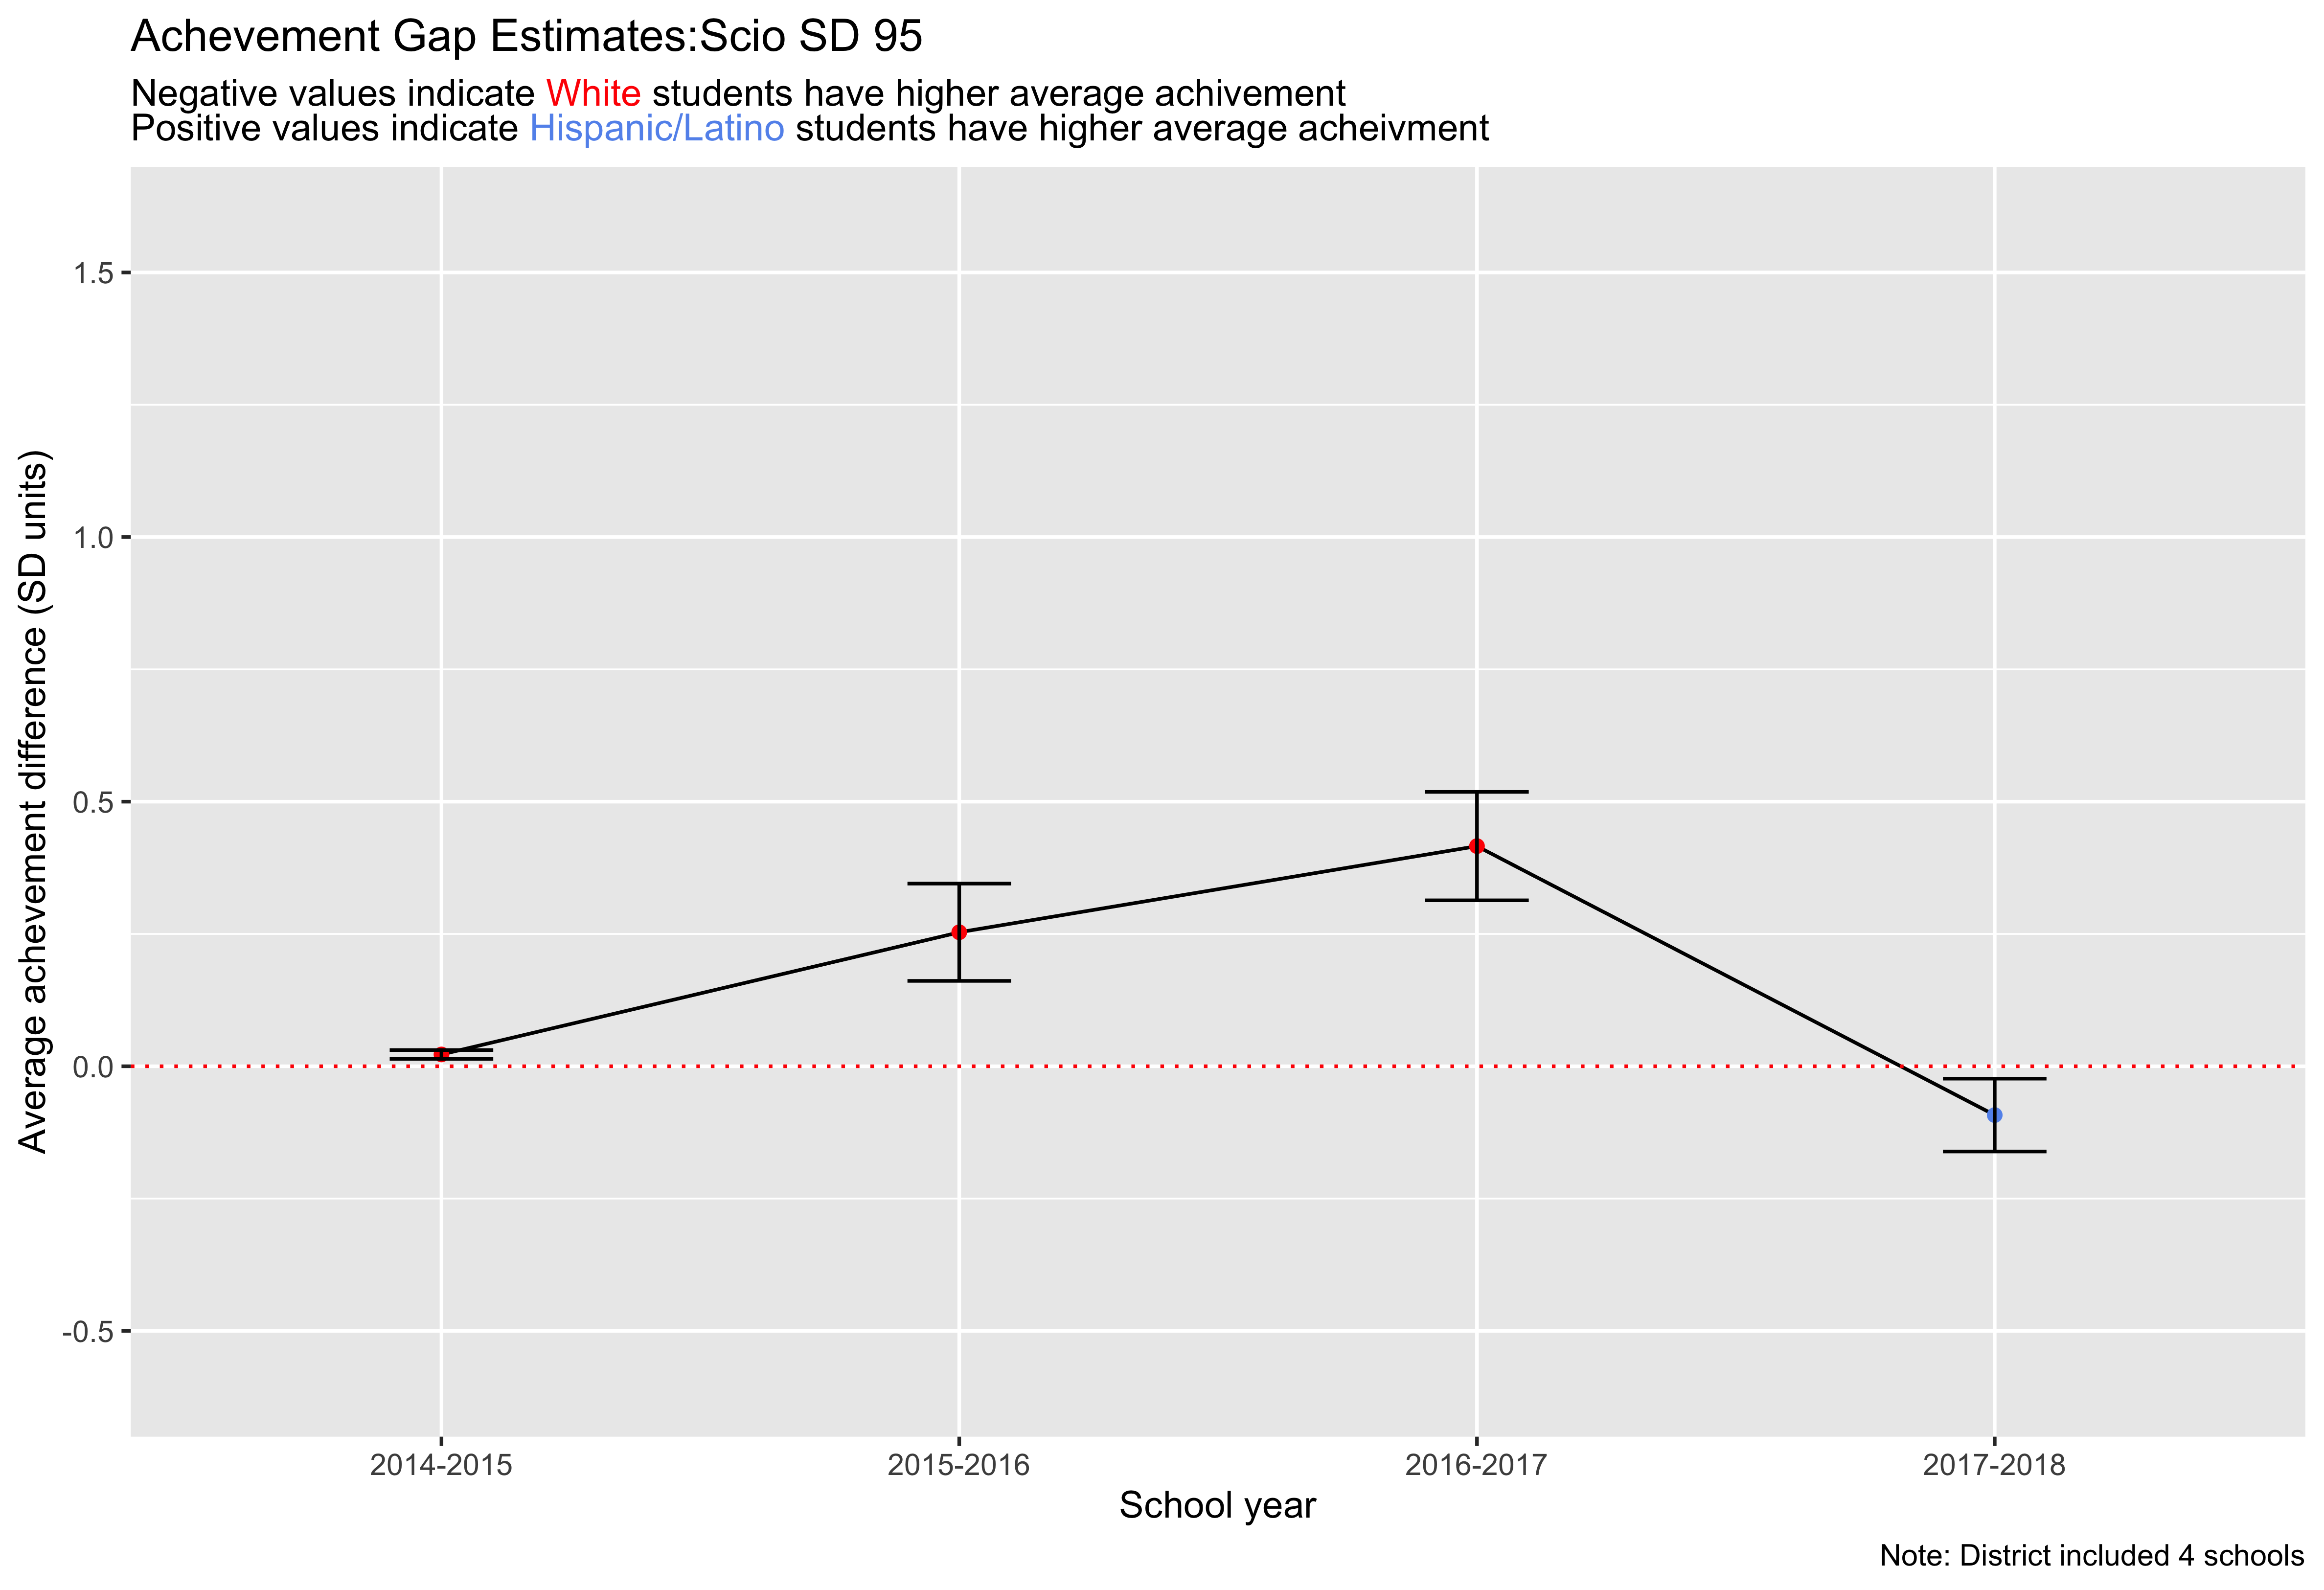 Achevement Gap Estimates:Scio SD 95
Negative values indicate White students have higher average achivement
Positive values indicate Hispanic/Latino students have higher average acheivment
Average achevement difference (SD units)
1.5
1.0
0.5
0.0
-0.5
2014-2015
2015-2016
2016-2017
2017-2018
School year
Note: District included 4 schools